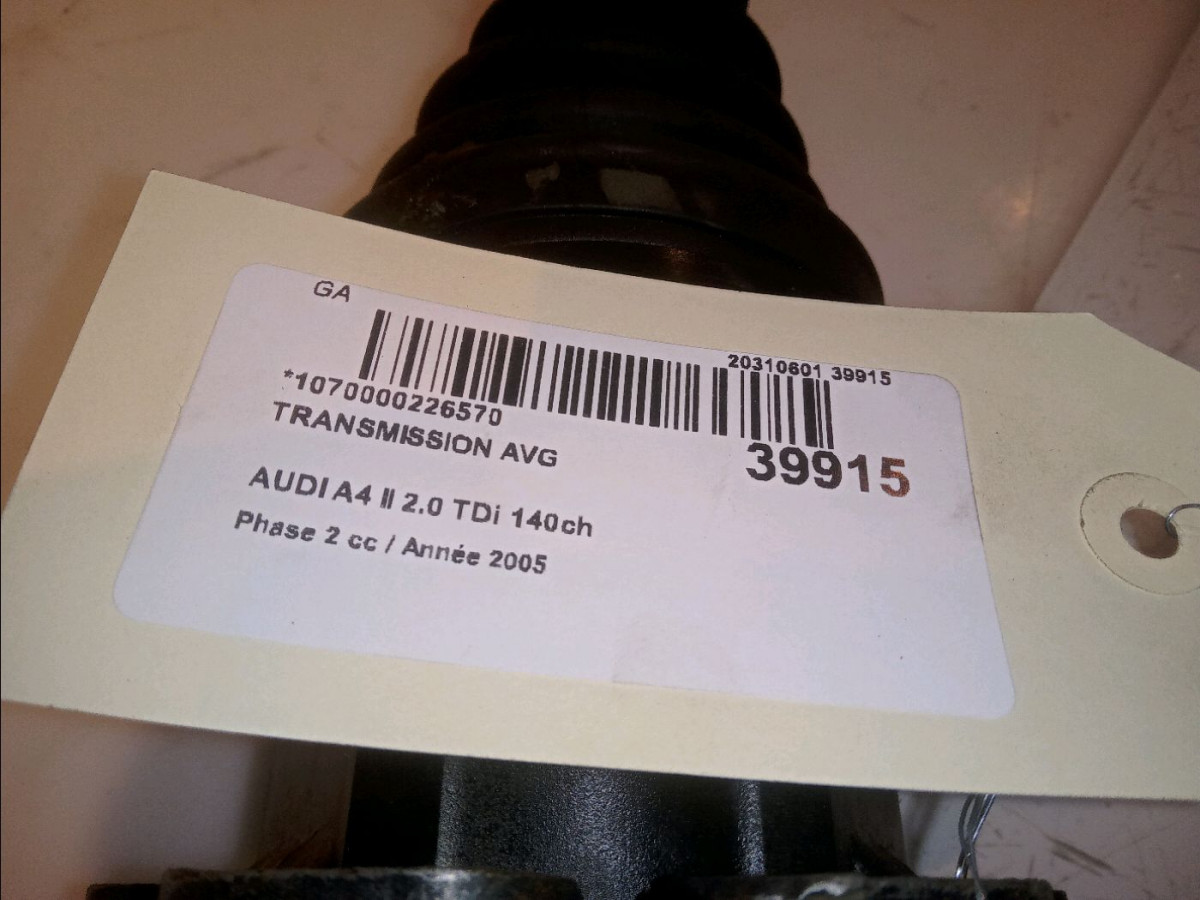 GA
20310601 39915
*1070000226570
39915
TRANSMISSION AVG
AUDI A4 II 2.0 TDi 140ch
Phase 2 cc / Année 2005